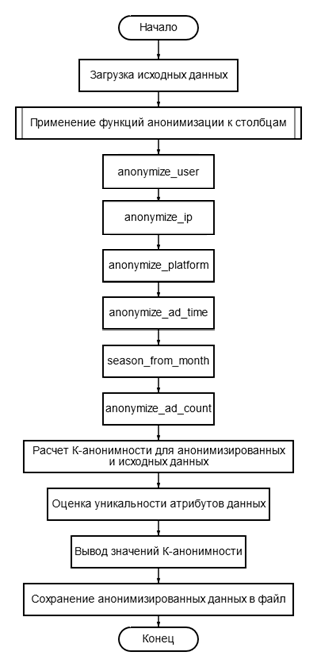 Начало
Загрузка исходных данных
Применение функций анонимизации к столбцам
anonymize_user
anonymize_ip
anonymize_platform
anonymize_ad_time
season_from_month
anonymize_ad_count
Расчет К-анонимности для анонимизированных
и исходных данных
Оценка уникальности атрибутов данных
Вывод значений К-анонимности
Сохранение анонимизированных данных в файл
Конец